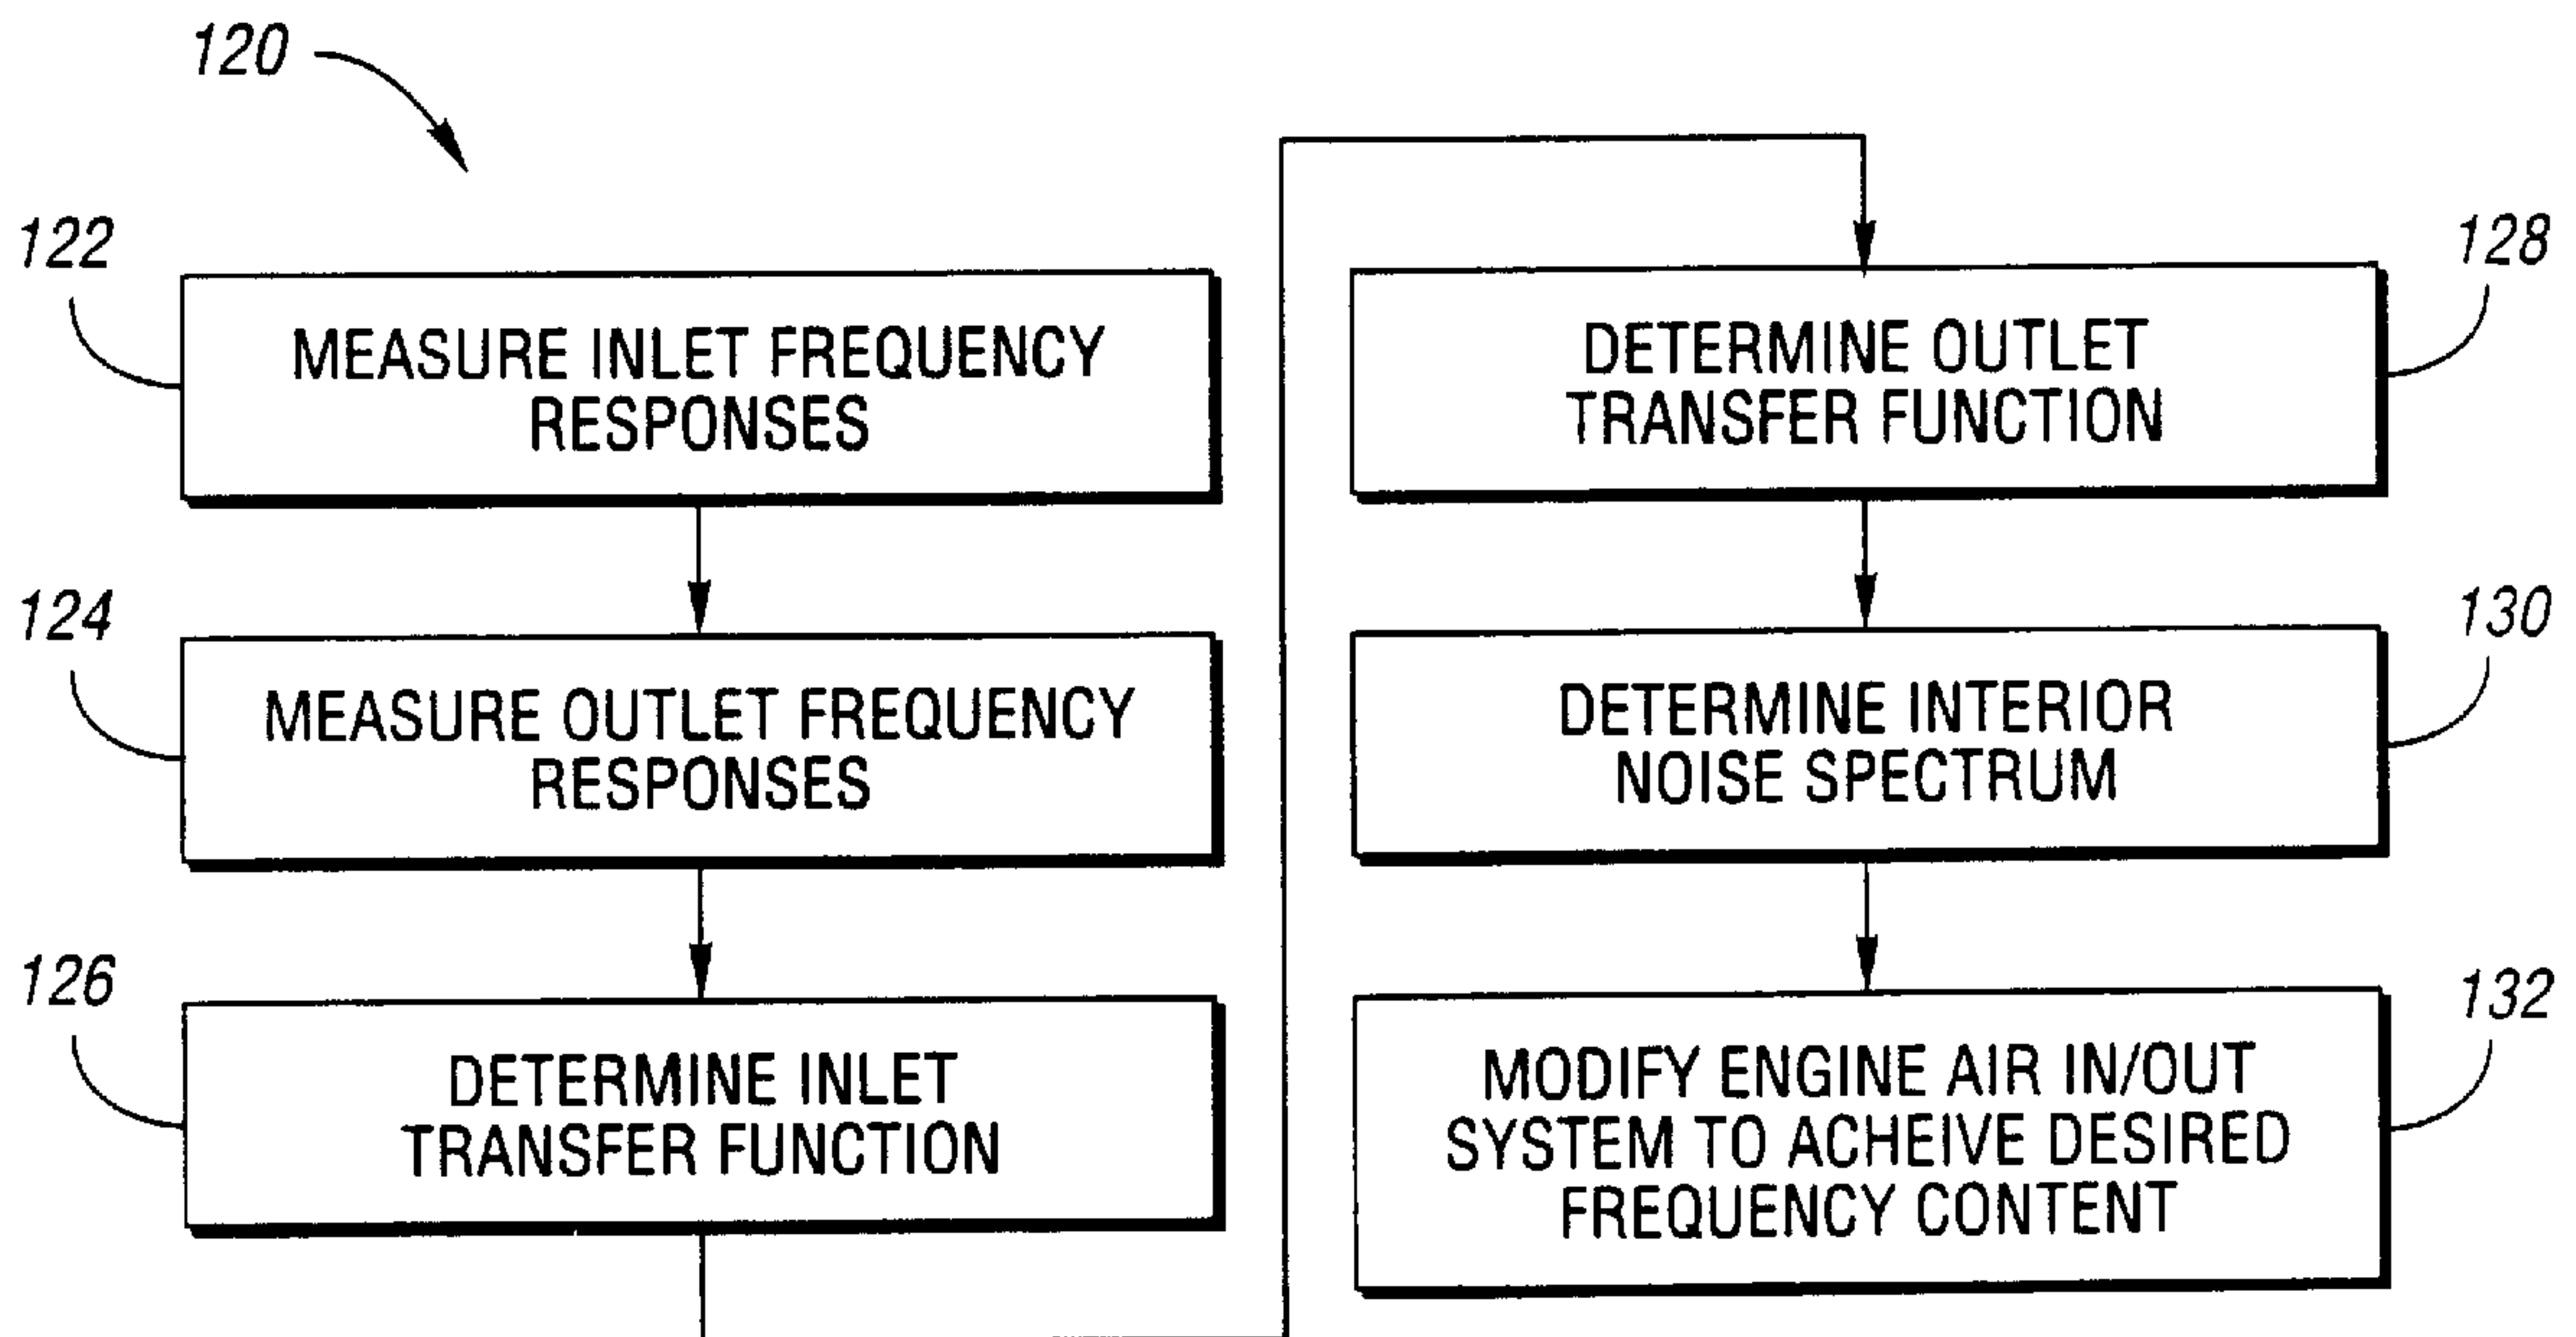 120
122
MEASURE INLET FREQUENCY
RESPONSES
124
MEASURE OUTLET FREQUENCY
RESPONSES
126
DETERMINE INLET
TRANSFER FUNCTION
128
DETERMINE OUTLET
TRANSFER FUNCTION
130
DETERMINE INTERIOR
NOISE SPECTRUM
132
MODIFY ENGINE AIR IN/OUT
SYSTEM TO ACHEIVE DESIRED
FREQUENCY CONTENT